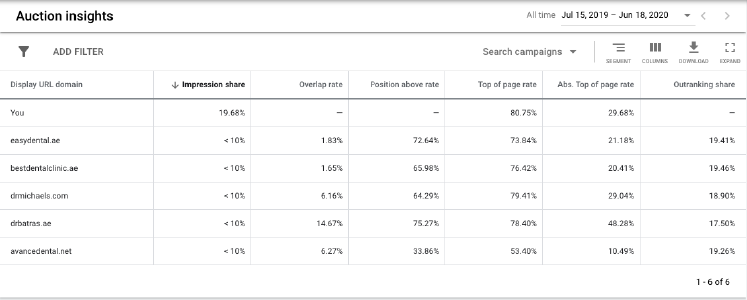 Auction insights
All time Jul 15, 2019 – Jun 18, 2020
ADD FILTER Search campaigns SEGMENT COLUMNS DOWNLOAD EXPAND
Display URL domain Impression share Overlap rate Position above rate Top of page rate Abs. Top of page rate Outranking share
You 19.68% — — 80.75% 29.68% —
easydental.ae < 10% 1.83% 72.64% 73.84% 21.18% 19.41%
bestdentalclinic.ae < 10% 1.65% 65.98% 76.42% 20.41% 19.46%
drmichaels.com < 10% 6.16% 64.29% 79.41% 29.04% 18.90%
drbatras.ae < 10% 14.67% 75.27% 78.40% 48.28% 17.50%
avancedental.net < 10% 6.27% 33.86% 53.40% 10.49% 19.26%
1 - 6 of 6